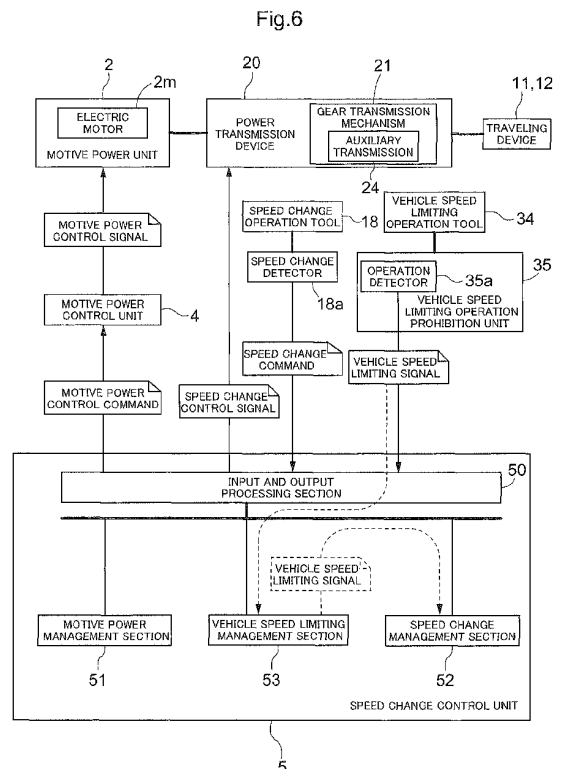 Fig.6
2
2m
20
21
11,12
ELECTRIC
MOTOR
MOTIVE POWER UNIT
POWER
TRANSMISSION
DEVICE
GEAR TRANSMISSION
MECHANISM
AUXILIARY
TRANSMISSION
24
TRAVELING
DEVICE
MOTIVE POWER
CONTROL SIGNAL
SPEED CHANGE
OPERATION TOOL
18
VEHICLE SPEED
LIMITING
OPERATION TOOL
34
SPEED CHANGE
DETECTOR
18a
OPERATION
DETECTOR
35a
35
VEHICLE SPEED
LIMITING OPERATION
PROHIBITION UNIT
MOTIVE POWER
CONTROL UNIT
4
SPEED CHANGE
COMMAND
VEHICLE SPEED
LIMITING SIGNAL
MOTIVE POWER
CONTROL COMMAND
SPEED CHANGE
CONTROL SIGNAL
INPUT AND OUTPUT
PROCESSING SECTION
50
VEHICLE SPEED
LIMITING SIGNAL
MOTIVE POWER
MANAGEMENT SECTION
51
VEHICLE SPEED LIMITING
MANAGEMENT SECTION
53
SPEED CHANGE
MANAGEMENT SECTION
52
SPEED CHANGE CONTROL UNIT
5